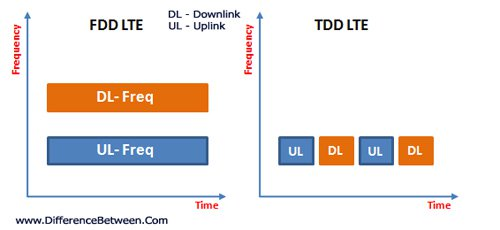 FDD LTE
DL - Downlink
UL - Uplink
TDD LTE
Frequency
DL- Freq
UL- Freq
Time
Frequency
UL
DL
UL
DL
Time
www.DifferenceBetween.Com